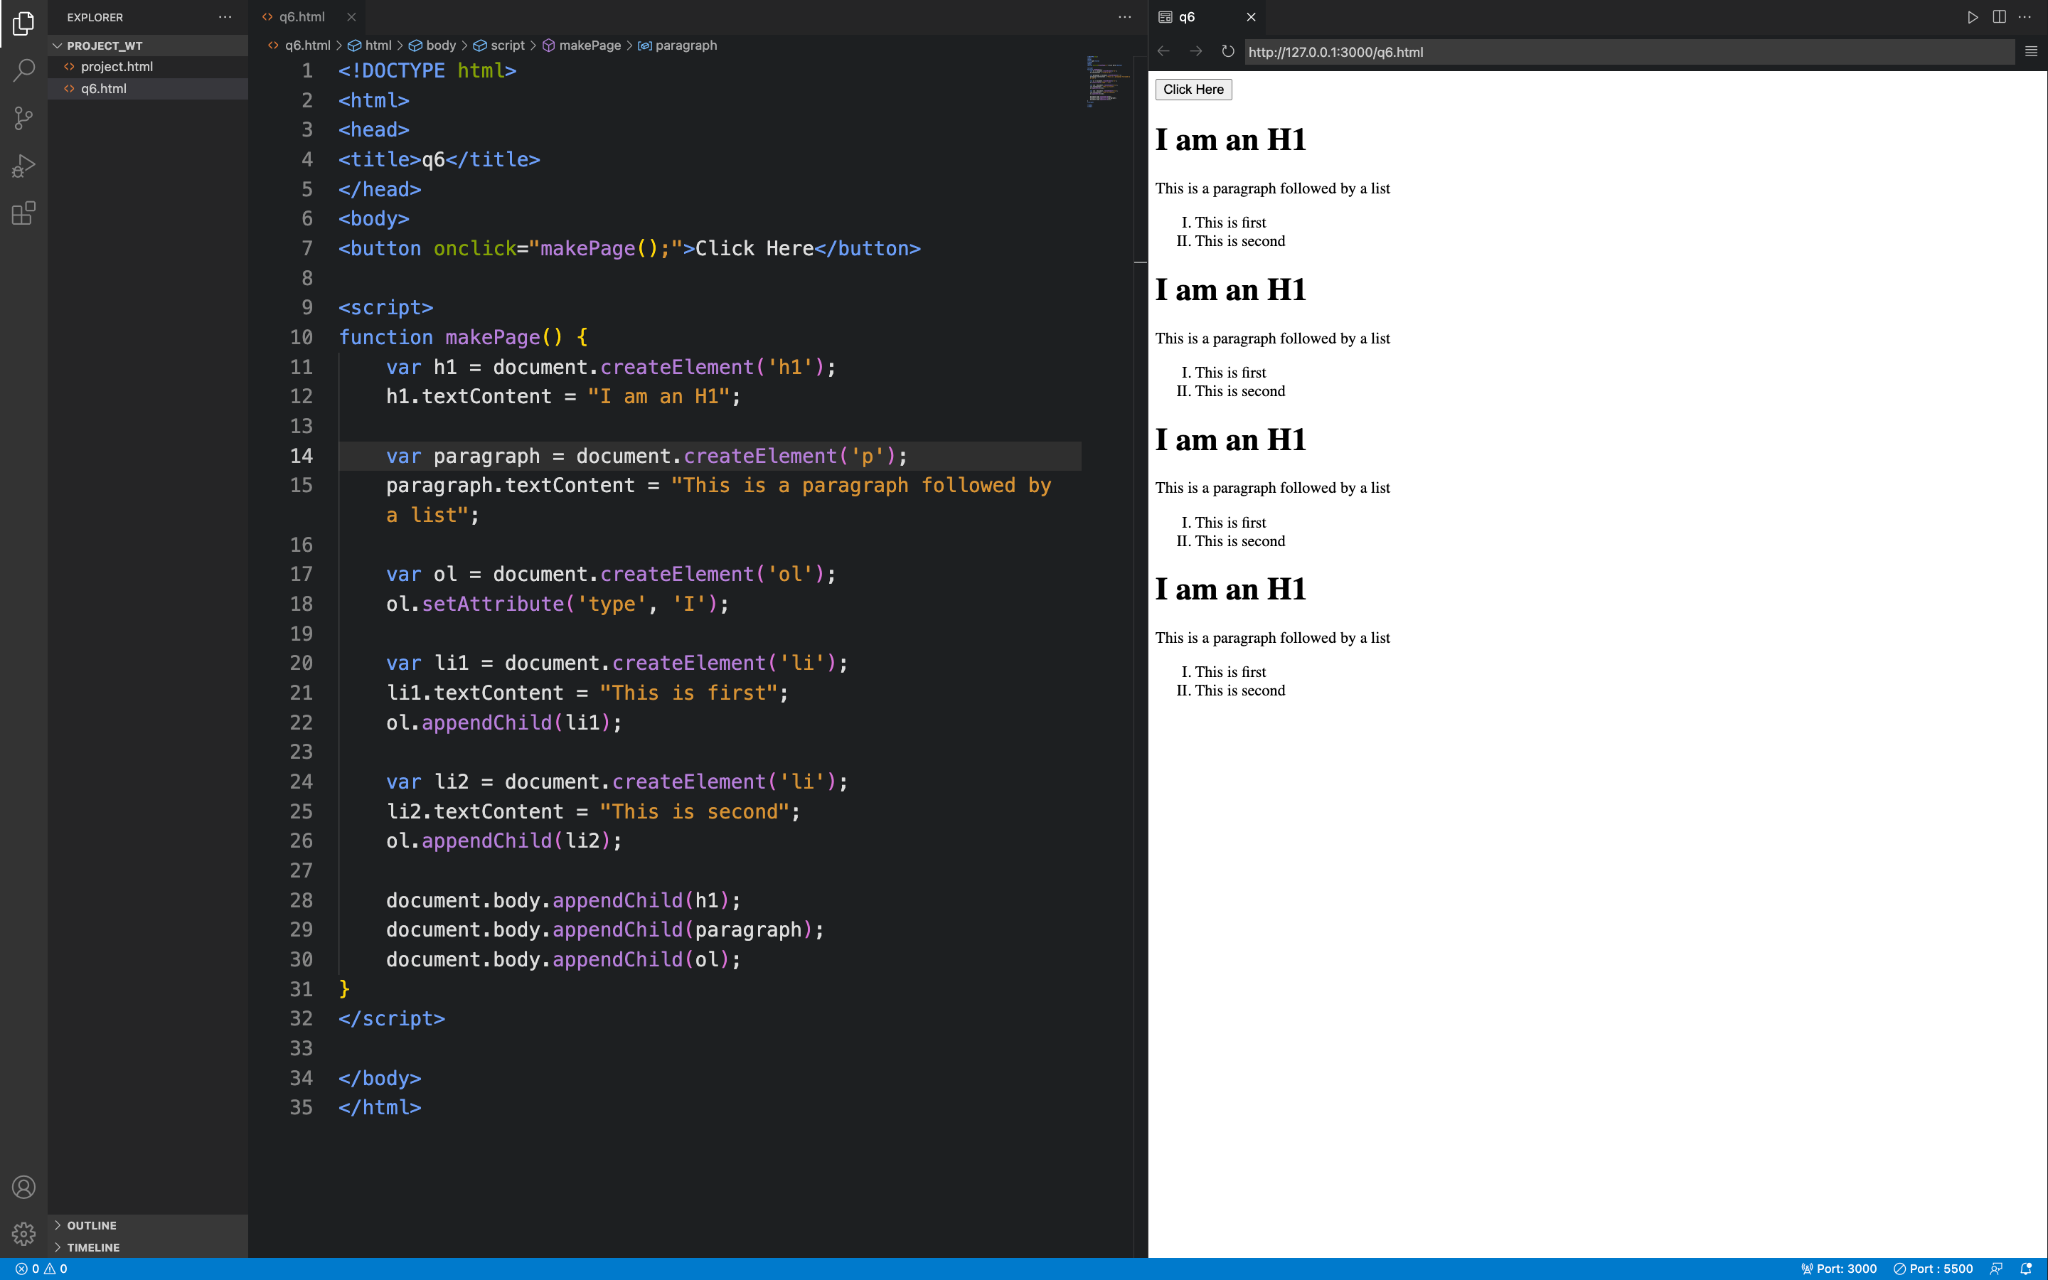 EXPLORER
PROJECT_WT
project.html
q6.html
OUTLINE
TIMELINE
q6.html
q6.html > html > body > script > makePage > paragraph
1 <!DOCTYPE html>
2 <html>
3 <head>
4 <title>q6</title>
5 </head>
6 <body>
7 <button onclick="makePage();">Click Here</button>
8
9 <script>
10 function makePage() {
11 var h1 = document.createElement('h1');
12 h1.textContent = "I am an H1";
13
14 var paragraph = document.createElement('p');
15 paragraph.textContent = "This is a paragraph followed by
a list";
16
17 var ol = document.createElement('ol');
18 ol.setAttribute('type', 'I');
19
20 var li1 = document.createElement('li');
21 li1.textContent = "This is first";
22 ol.appendChild(li1);
23
24 var li2 = document.createElement('li');
25 li2.textContent = "This is second";
26 ol.appendChild(li2);
27
28 document.body.appendChild(h1);
29 document.body.appendChild(paragraph);
30 document.body.appendChild(ol);
31 }
32 </script>
33
34 </body>
35 </html>
q6
http://127.0.0.1:3000/q6.html
Click Here
I am an H1
This is a paragraph followed by a list
I. This is first
II. This is second
I am an H1
This is a paragraph followed by a list
I. This is first
II. This is second
I am an H1
This is a paragraph followed by a list
I. This is first
II. This is second
I am an H1
This is a paragraph followed by a list
I. This is first
II. This is second
0 0
Port: 3000
Port : 5500